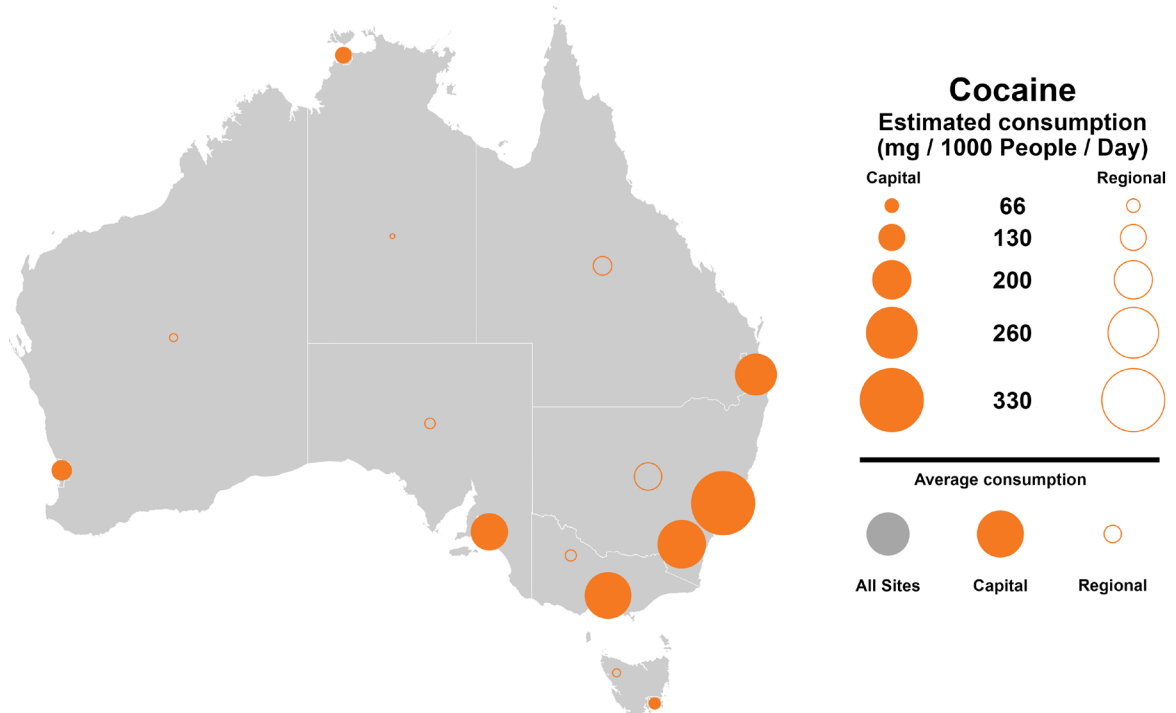 Cocaine
Estimated consumption
(mg / 1000 People / Day)
Capital Regional
66
130
200
260
330
Average consumption
All Sites Capital Regional